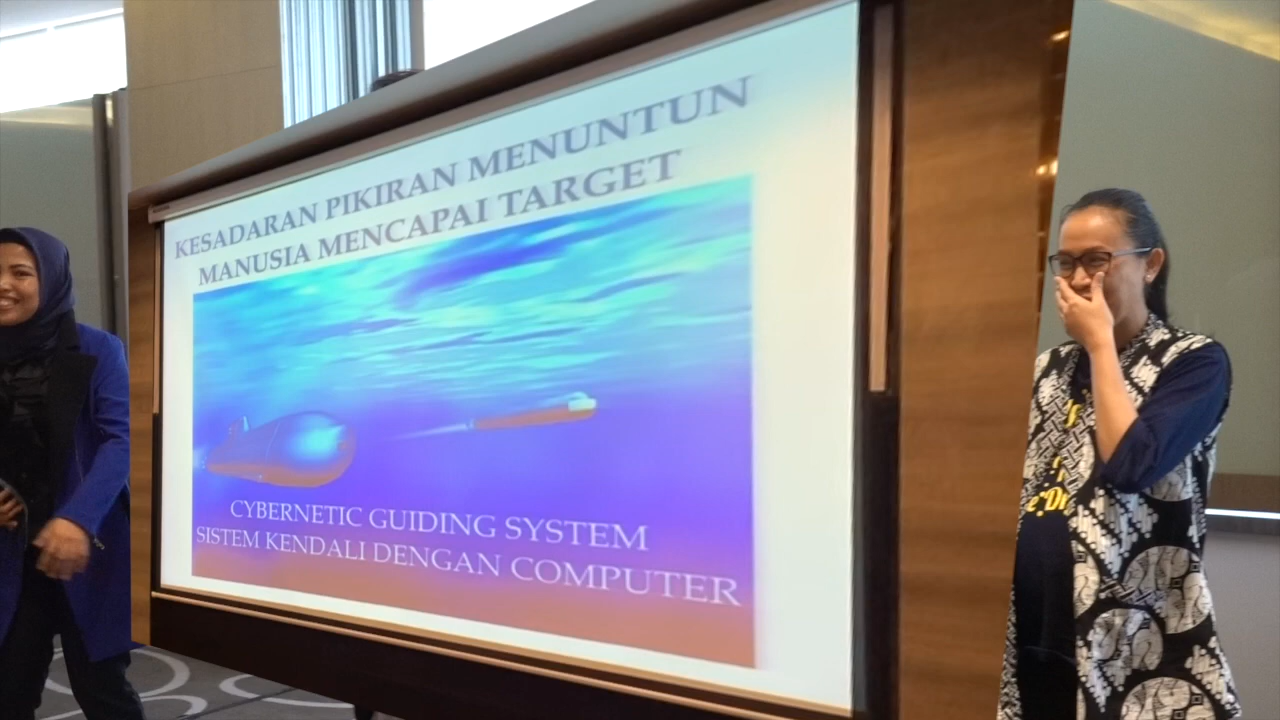 KESADARAN PIKIRAN MENUNTUN
MANUSIA MENCAPAI TARGET
CYBERNETIC GUIDING SYSTEM
SISTEM KENDALI DENGAN COMPUTER